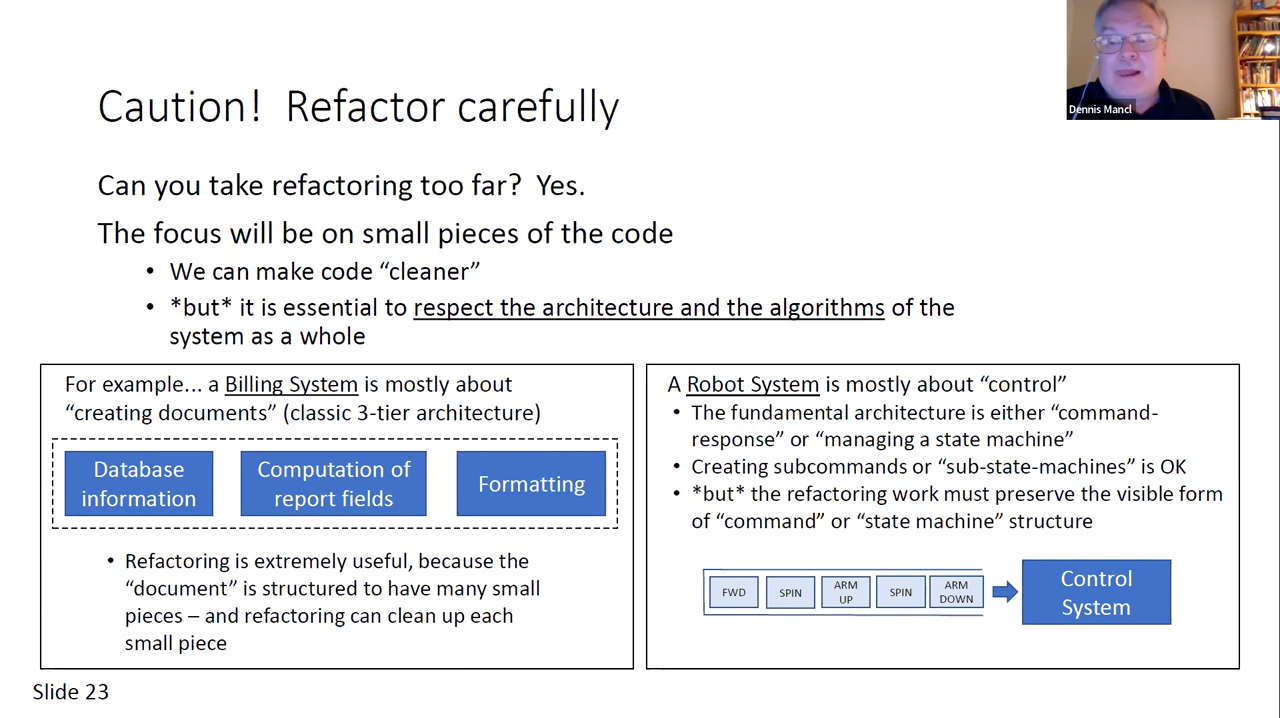 Dennis Mancl
Caution! Refactor carefully
Can you take refactoring too far? Yes.
The focus will be on small pieces of the code
• We can make code “cleaner”
• *but* it is essential to respect the architecture and the algorithms of the
system as a whole
For example... a Billing System is mostly about
“creating documents” (classic 3-tier architecture)
Database
information
Computation of
report fields
Formatting
• Refactoring is extremely useful, because the
“document” is structured to have many small
pieces – and refactoring can clean up each
small piece
A Robot System is mostly about “control”
• The fundamental architecture is either “command-
response” or “managing a state machine”
• Creating subcommands or “sub-state-machines” is OK
• *but* the refactoring work must preserve the visible form
of “command” or “state machine” structure
FWD
SPIN
ARM
UP
SPIN
ARM
DOWN
Control
System
Slide 23